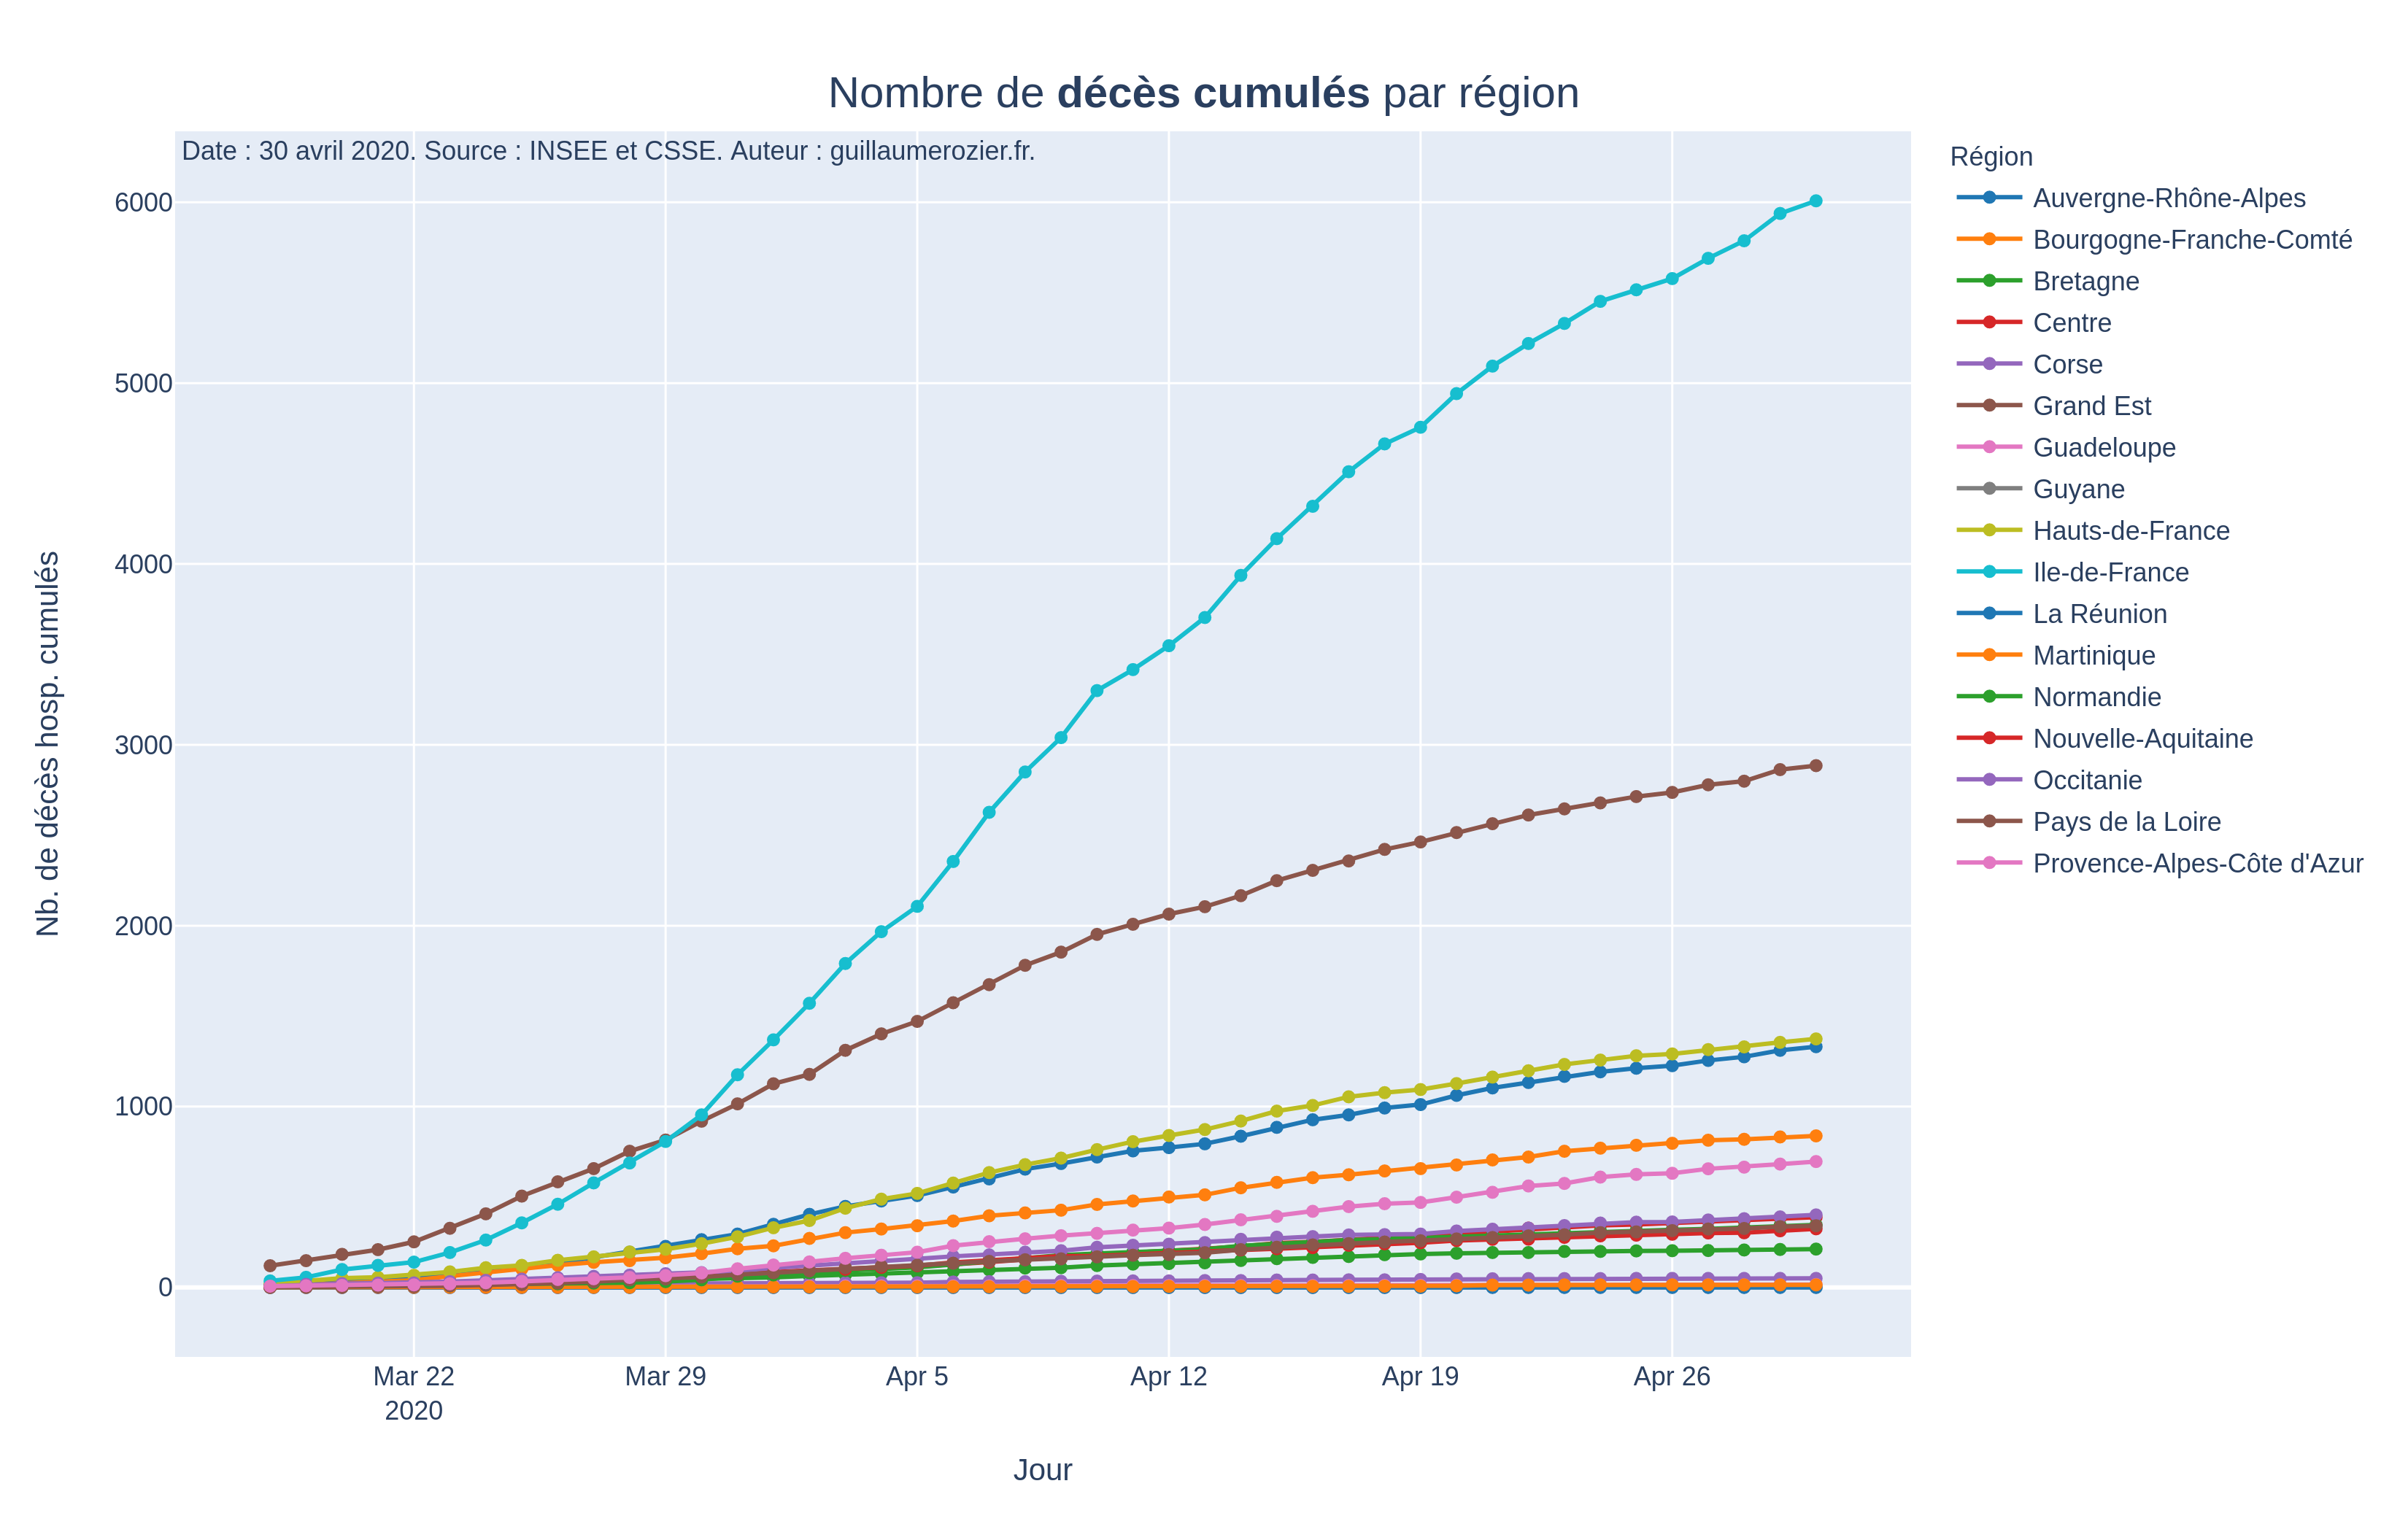 Nombre de décès cumulés par région
Date : 30 avril 2020. Source : INSEE et CSSE. Auteur : guillaumerozier.fr.
Nb. de décès hosp. cumulés
6000
5000
4000
3000
2000
1000
0
Mar 22
2020
Mar 29
Apr 5
Apr 12
Apr 19
Apr 26
Jour
Région
Auvergne-Rhône-Alpes
Bourgogne-Franche-Comté
Bretagne
Centre
Corse
Grand Est
Guadeloupe
Guyane
Hauts-de-France
Ile-de-France
La Réunion
Martinique
Normandie
Nouvelle-Aquitaine
Occitanie
Pays de la Loire
Provence-Alpes-Côte d'Azur